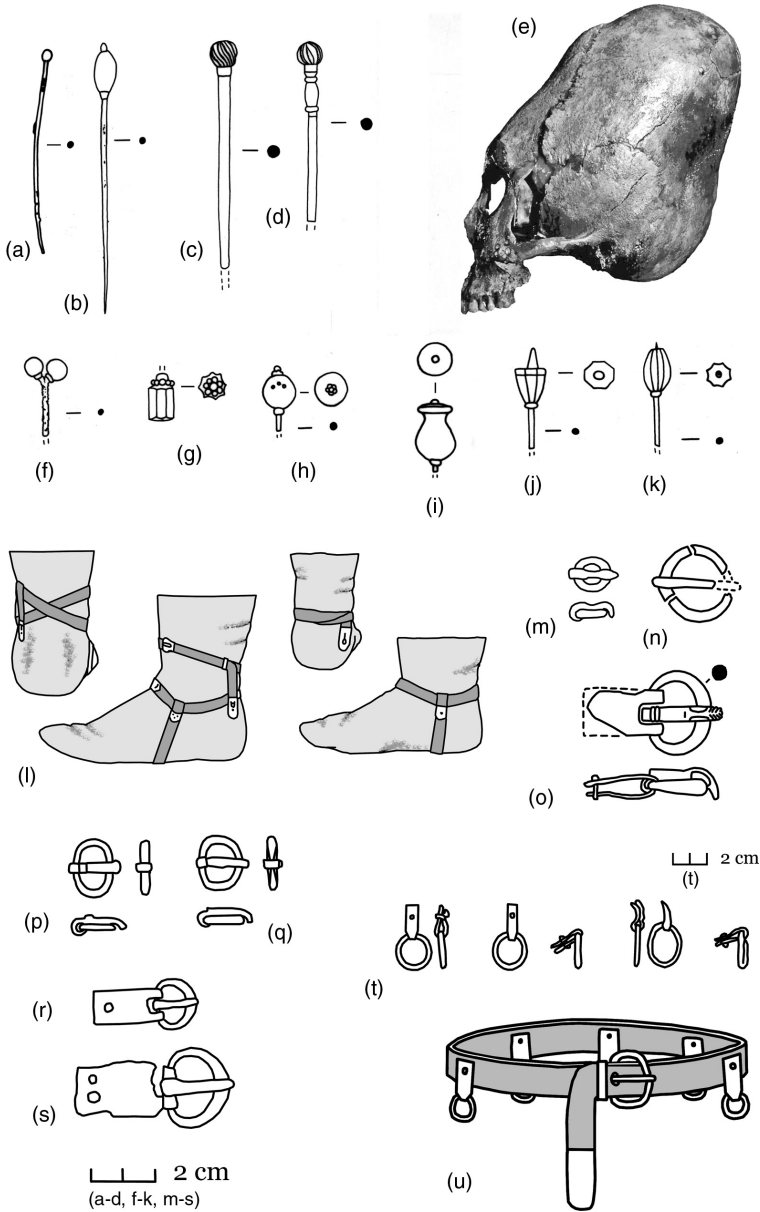 (e)
(a)
(b)
(c)
(d)
(f)
(g)
(h)
(i)
(j)
(k)
(l)
(m)
(n)
(o)
(p)
(q)
2 cm
(t)
(t)
(r)
(s)
2 cm
(a-d, f-k, m-s)
(u)